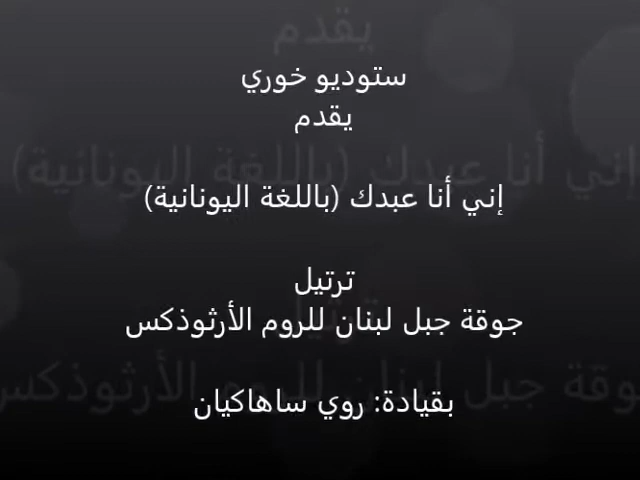 ستوديو خوري
يقدم
إني أنا عبدك (باللغة اليونانية)
ترتيل
جوقة جبل لبنان للروم الأرثوذكس
بقيادة: روي ساهاكيان